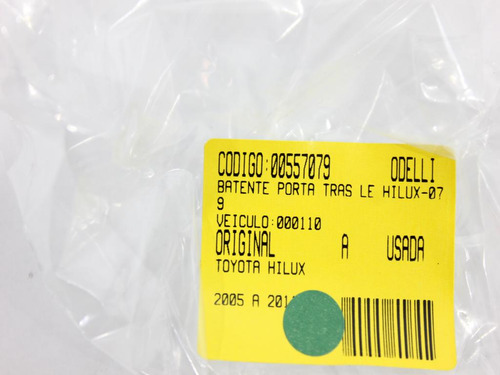 CODIGO:00557079 ODELLI
BATENTE PORTA TRAS LE HILUX-07
9
VEICULO:000110
ORIGINAL A USADA
TOYOTA HILUX
2005 A